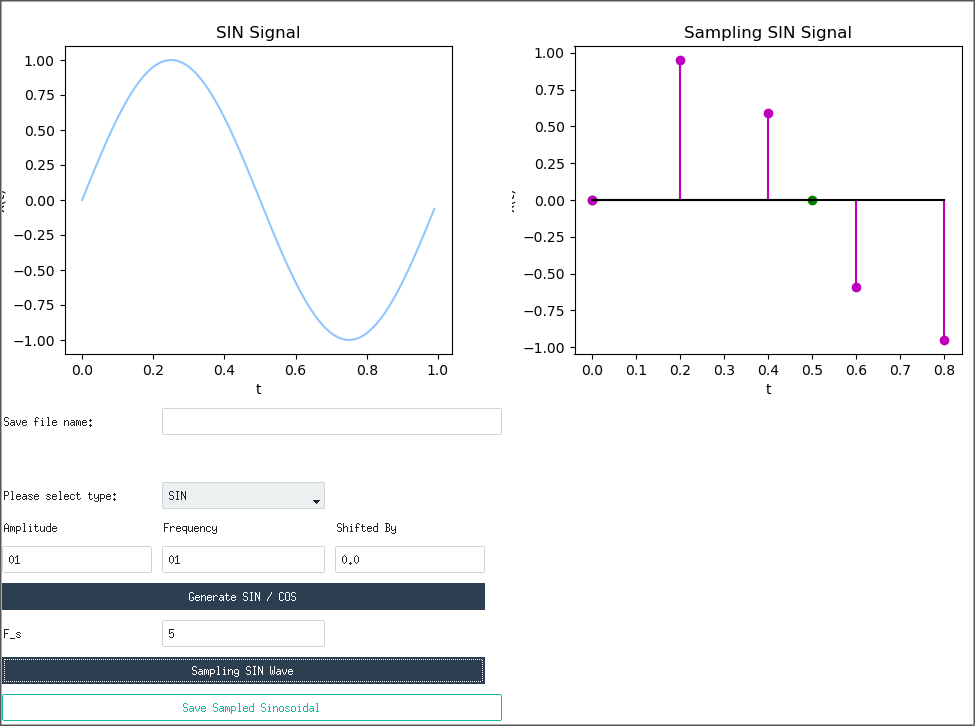 SIN Signal
1.00
0.75
0.50
0.25
0.00
−0.25
−0.50
−0.75
−1.00
0.0 0.2 0.4 0.6 0.8 1.0
t
Sampling SIN Signal
1.00
0.75
0.50
0.25
0.00
−0.25
−0.50
−0.75
−1.00
0.0 0.1 0.2 0.3 0.4 0.5 0.6 0.7 0.8
t
Save file name:
Please select type: SIN
Amplitude Frequency Shifted By
01 01 0.0
Generate SIN / COS
F_s 5
Sampling SIN Wave
Save Sampled Sinosoidal